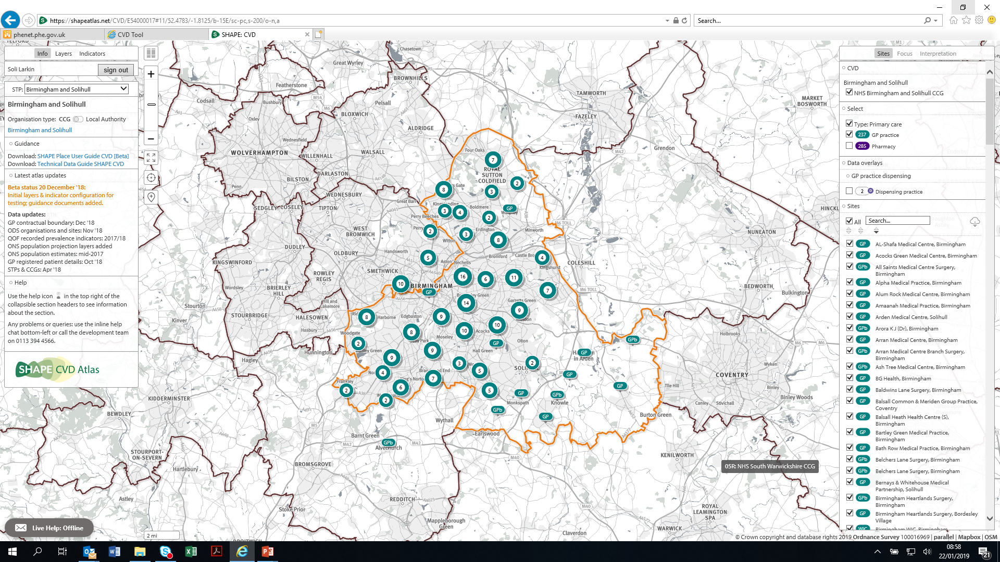 https://shapeatlas.net/CVD/E54000017#11/52.4783/-1.8125/b-15E/sc-pc,s-200/o-n,a
Search...
phenet.phe.gov.uk
CVD Tool
SHAPE: CVD
Info Layers Indicators
Soli Larkin
sign out
STP: Birmingham and Solihull
Birmingham and Solihull
Organisation type: CCG Local Authority
Birmingham and Solihull
Guidance
Download: SHAPE Place User Guide CVD [Beta]
Download: Technical Data Guide SHAPE CVD
Latest atlas updates
Beta status 20 December '18:
Initial layers & indicator configuration for
testing; guidance documents added.
Data updates:
GP contractual boundary: Dec '18
ODS organisations and sites: Nov '18
QOF recorded prevalence indicators: 2017/18
ONS population projection layers added
ONS population estimates: mid-2017
GP registered patient details: Oct '18
STPs & CCGs: Apr '18
Help
Use the help icon in the top right of the
collapsible section headers to see information
about the section.
Any problems or queries: use the inline help
chat bottom-left or call the development team
on 0113 394 4566.
SHAPE CVD Atlas
Live Help: Offline
2 mi
Chasetown
Great Wyrley
BROWNHILLS
Featherstone
Codsall
Bushbury
Pelsall
TAMWORTH
MARKET
BOSWORTH
Oxley
BLOXWICH
FAZELEY
ALDRIDGE
Wednesfield
WOLVERHAMPTON
WILLENHALL
WALSALL
Four Oaks
Grendon
7
ROYAL
SUTTON
COLDFIELD
DARLASTON
BILSTON
Penn
8
3
2
WEDNESBURY
Great Barr
SEDGLEY
COSELEY
TIPTON
Boldmere
3
4
GP
Perry Beeches
2
WEST
BROMWICH
2
Erdington
Minworth
M6 TOLL
NUNEATON
3
8
Witton
DUDLEY
OLDBURY
Handsworth
5
Aston
Nechells
Bromford
4
Kingshurst
COLESHILL
KINGSWINFORD
SMETHWICK
ROWLEY
REGIS
16
6
11
10
BIRMINGHAM
GP
7
M6 TOLL
BEDWORTH
Bulkington
Wordsley
BRIERLEY
HILL
Stourton
14
Garretts Green
Hill and
Cakemore
Kinver
STOURBRIDGE
HALESOWEN
8
Harborne
Edgbaston
9
9
Hasbury
Woodgate
8
10
10
Acocks
Holbrooks
Moseley
Olton
GP
GPb
2
Hunnington
Hall Green
Hagley
9
9
GP
in Arden
3
2
Wyken
4
5
GP
COVENTRY
Frankley
7
2
6
5
GP
GP
GPb
Tile Hill
Binley
2
Monkspath
Knowle
Canley
Stivichall
Binley Woods
KIDDERMINSTER
BEWDLEY
GPb
GP
Burton Green
Wythall
Earlswood
Barnt Green
GPb
Alvechurch
M42
M42
STOURPORT-
ON-SEVERN
BROMSGROVE
M40
KENILWORTH
Hartlebury
05R: NHS South Warwickshire CCG
Astley
REDDITCH
Stoke Prior
M40
ROYAL
LEAMINGTON
SPA
Mappleborough
Green
Claverdon
WARWICK
Sites Focus Interpretation
CVD
Birmingham and Solihull
NHS Birmingham and Solihull CCG
Select
Type: Primary care
237 GP practice
285 Pharmacy
Data overlays
GP practice dispensing
2 D Dispensing practice
Sites
All Search...
GP AL-Shafa Medical Centre, Birmingham
GP Acocks Green Medical Centre, Birmingham
GPb All Saints Medical Centre Surgery,
Birmingham
GP Alpha Medical Practice, Birmingham
GP Alum Rock Medical Centre, Birmingham
GP Amaanah Medical Practice, Birmingham
GP Arden Medical Centre, Solihull
GPb Arora K J (Dr), Birmingham
GP Arran Medical Centre, Birmingham
GPb Arran Medical Centre Branch Surgery,
Birmingham
GPb Ash Tree Medical Centre, Birmingham
GP BG Health, Birmingham
GP Baldwins Lane Surgery, Birmingham
GP Balsall Common & Meriden Group Practice,
Coventry
GP Balsall Heath Health Centre (S),
Birmingham
GP Bartley Green Medical Practice,
Birmingham
GP Bath Row Medical Practice, Birmingham
GPb Belchers Lane Surgery, Birmingham
GPb Belchers Lane Surgery, Birmingham
GP Bernays & Whitehouse Medical
Partnership, Solihull
GPb Birmingham Heartlands Surgery,
Birmingham
GP Birmingham Heartlands Surgery, Bordesley
Village
WiC Birmingham WIC, Birmingham
© Crown copyright and database rights 2019 Ordnance Survey 100016969 | parallel | Mapbox | OSM
08:58
22/01/2019
21